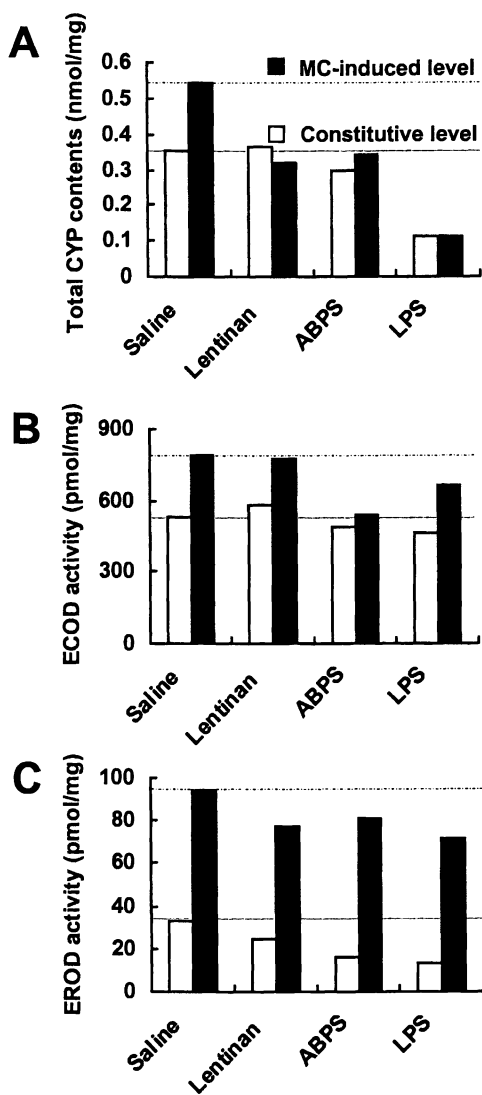 A
Total CYP contents (nmol/mg)
0.6
0.5
0.4
0.3
0.2
0.1
0
MC-induced level
Constitutive level
Saline
Lentinan
ABPS
LPS
B
ECOD activity (pmol/mg)
900
600
300
0
Saline
Lentinan
ABPS
LPS
C
EROD activity (pmol/mg)
100
80
60
40
20
0
Saline
Lentinan
ABPS
LPS